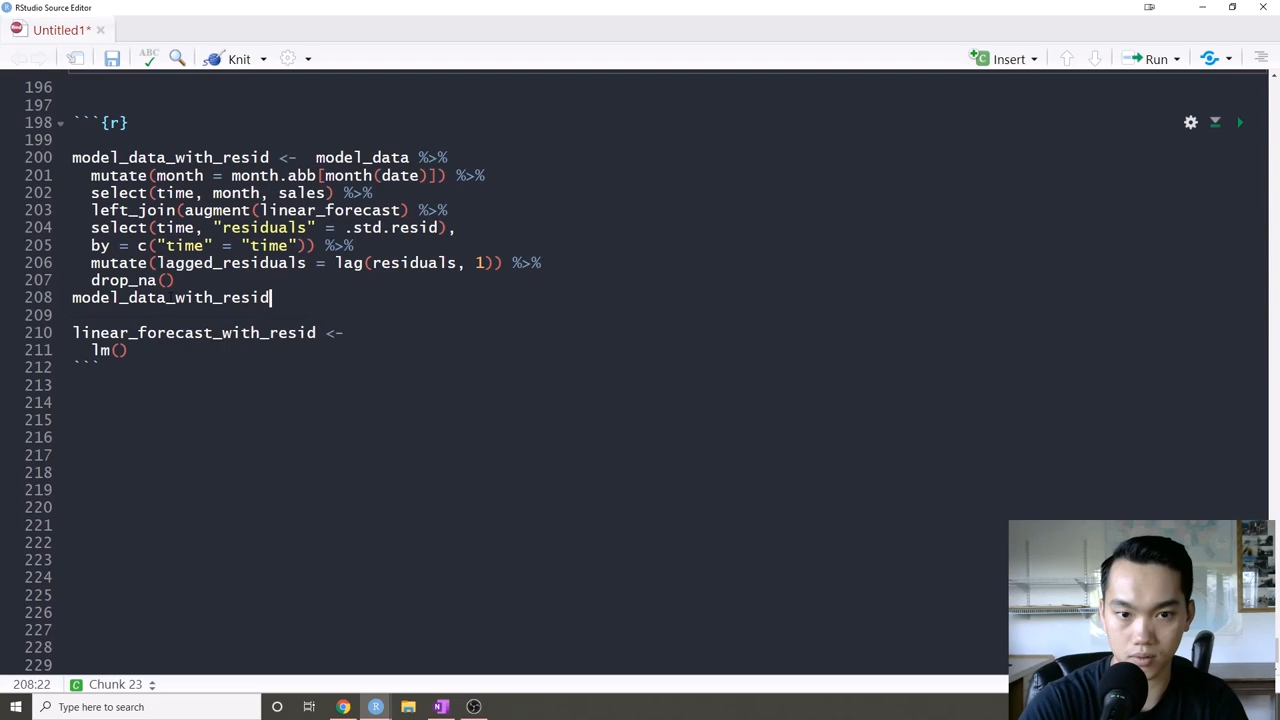 RStudio Source Editor
Untitled1*
ABC
Knit
Insert
Run
196
197
198 ```{r}
199
200 model_data_with_resid <-  model_data %>%
201   mutate(month = month.abb[month(date)]) %>%
202   select(time, month, sales) %>%
203   left_join(augment(linear_forecast) %>%
204   select(time, "residuals" = .std.resid),
205   by = c("time" = "time")) %>%
206   mutate(lagged_residuals = lag(residuals, 1)) %>%
207   drop_na()
208 model_data_with_resid
209
210 linear_forecast_with_resid <-
211   lm()
212 ```
213
214
215
216
217
218
219
220
221
222
223
224
225
226
227
228
229
208:22 C Chunk 23
Type here to search